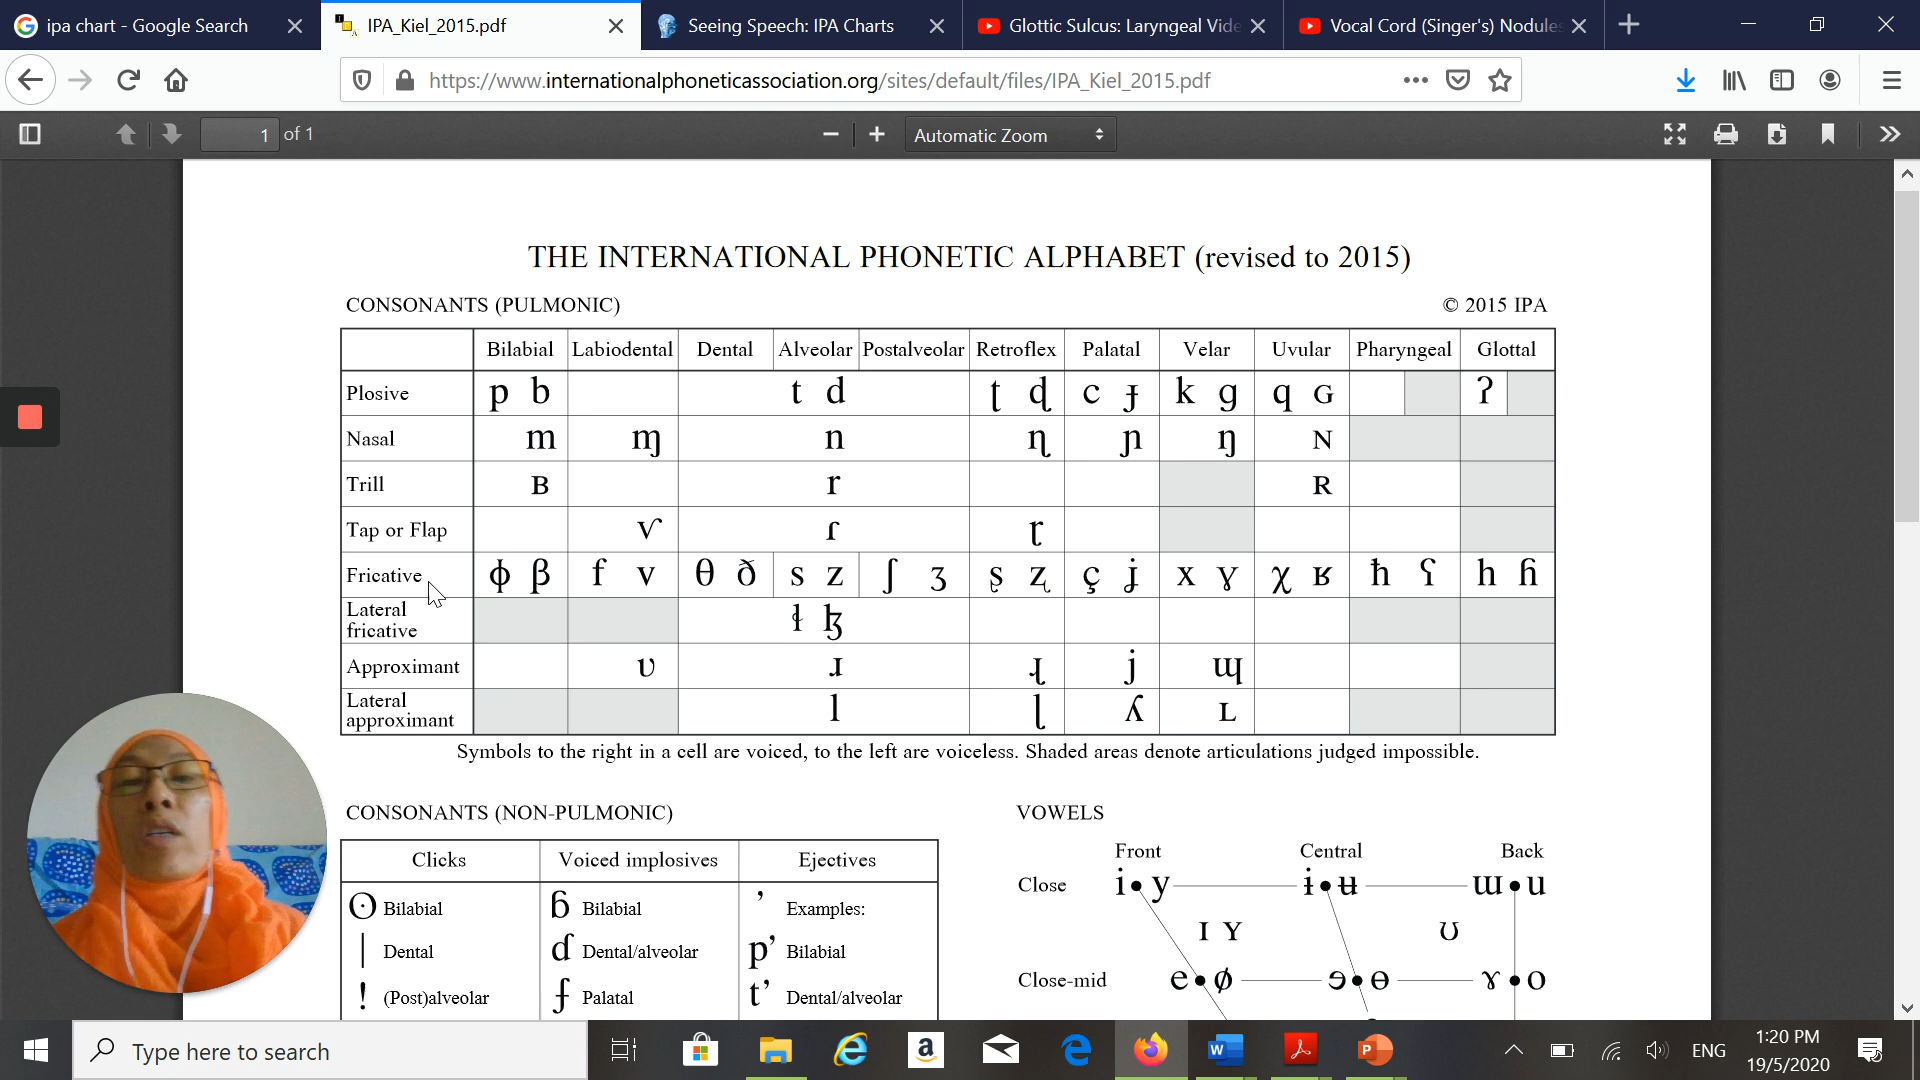 ipa chart - Google Search
IPA_Kiel_2015.pdf
Seeing Speech: IPA Charts
Glottic Sulcus: Laryngeal Vide
Vocal Cord (Singer's) Nodules
https://www.internationalphoneticassociation.org/sites/default/files/IPA_Kiel_2015.pdf
1 of 1
Automatic Zoom
THE INTERNATIONAL PHONETIC ALPHABET (revised to 2015)
CONSONANTS (PULMONIC) © 2015 IPA
Bilabial Labiodental Dental Alveolar Postalveolar Retroflex Palatal Velar Uvular Pharyngeal Glottal
Plosive p b t d ʈ ɖ c ɟ k ɡ q ɢ ʔ
Nasal m ɱ n ɳ ɲ ŋ ɴ
Trill ʙ r ʀ
Tap or Flap ⱱ ɾ ɽ
Fricative ɸ β f v θ ð s z ʃ ʒ ʂ ʐ ç ʝ x ɣ χ ʁ ħ ʕ h ɦ
Lateral
fricative ɬ ɮ
Approximant ʋ ɹ ɻ j ɰ
Lateral
approximant l ɭ ʎ ʟ
Symbols to the right in a cell are voiced, to the left are voiceless. Shaded areas denote articulations judged impossible.
CONSONANTS (NON-PULMONIC)
Clicks Voiced implosives Ejectives
ʘ Bilabial ɓ Bilabial ʼ Examples:
ǀ Dental ɗ Dental/alveolar pʼ Bilabial
ǃ (Post)alveolar ʄ Palatal tʼ Dental/alveolar
VOWELS
Front Central Back
Close i y ɨ ʉ ɯ u
ɪ ʏ ʊ
Close-mid e ø ɘ ɵ ɤ o
Type here to search
ENG
1:20 PM
19/5/2020